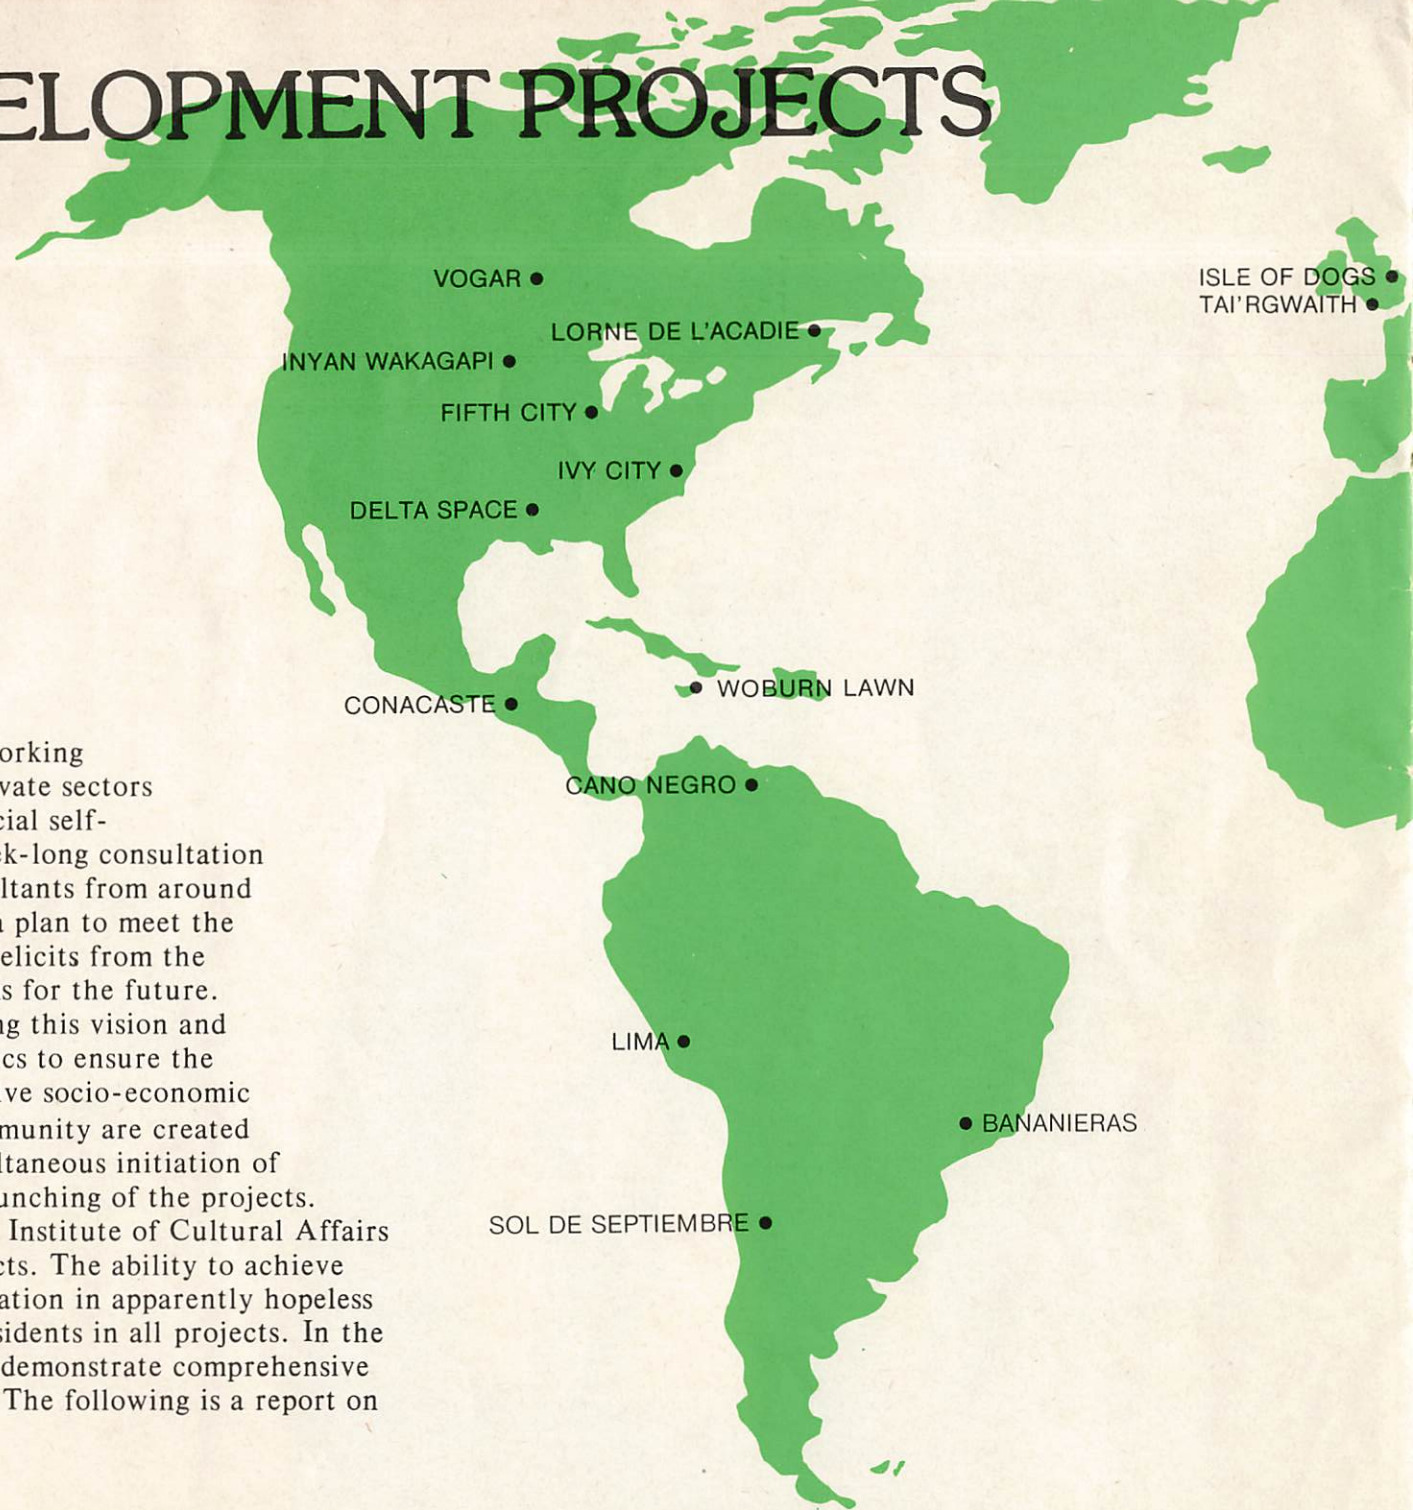 ELOPMENT PROJECTS
VOGAR
ISLE OF DOGS
TAI'RGWAITH
LORNE DE L'ACADIE
INYAN WAKAGAPI
FIFTH CITY
IVY CITY
DELTA SPACE
WOBURN LAWN
CONACASTE
CANO NEGRO
LIMA
BANANIERAS
SOL DE SEPTIEMBRE
orking
vate sectors
cial self-
ek-long consultation
ltants from around
a plan to meet the
elicits from the
s for the future.
ng this vision and
cs to ensure the
ve socio-economic
munity are created
ltaneous initiation of
unching of the projects.
Institute of Cultural Affairs
cts. The ability to achieve
ation in apparently hopeless
sidents in all projects. In the
demonstrate comprehensive
The following is a report on